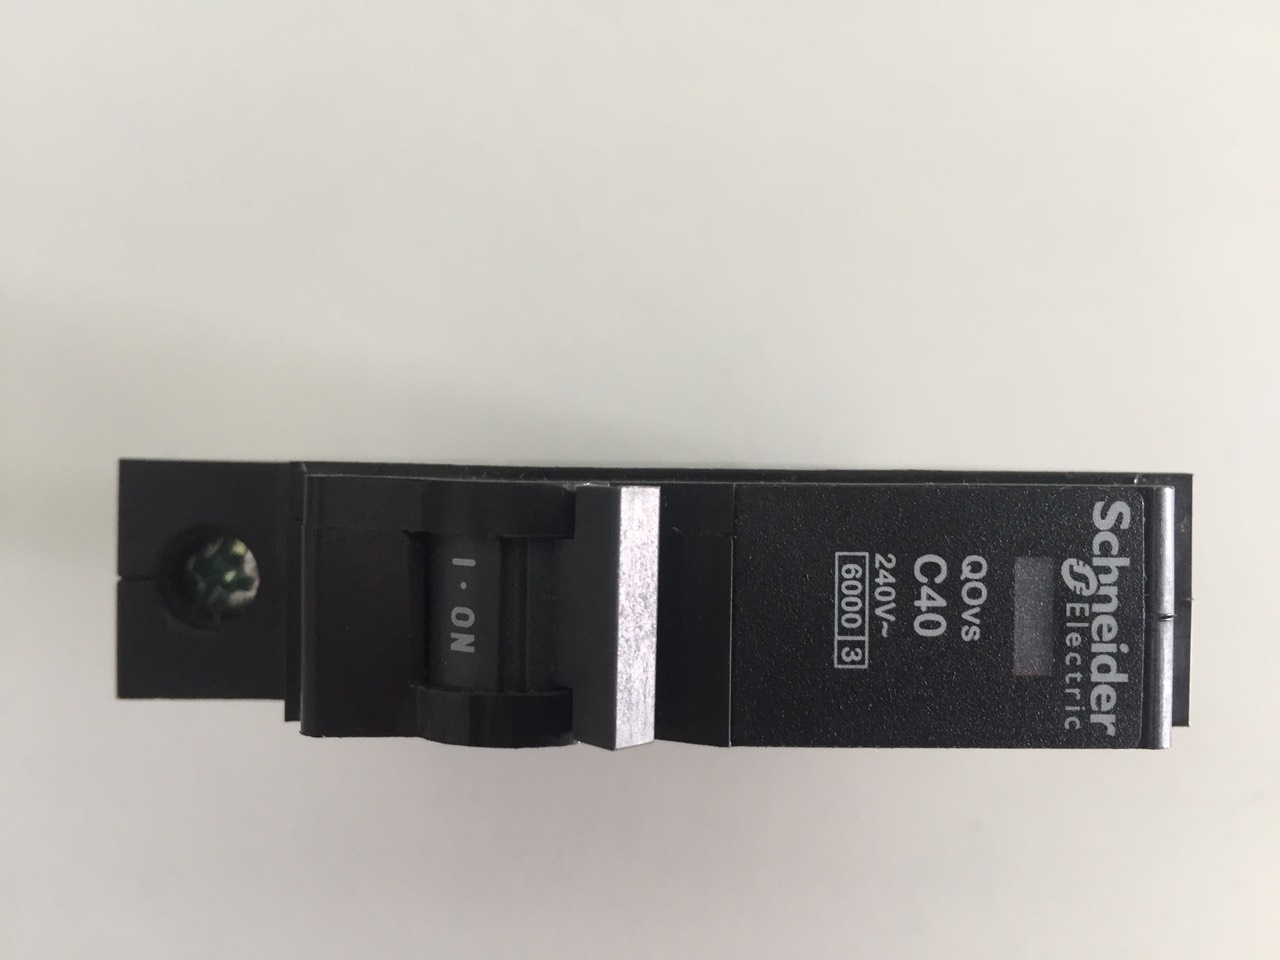 Schneider
Electric
QOvs
C40
240V~
6000 3
I · ON